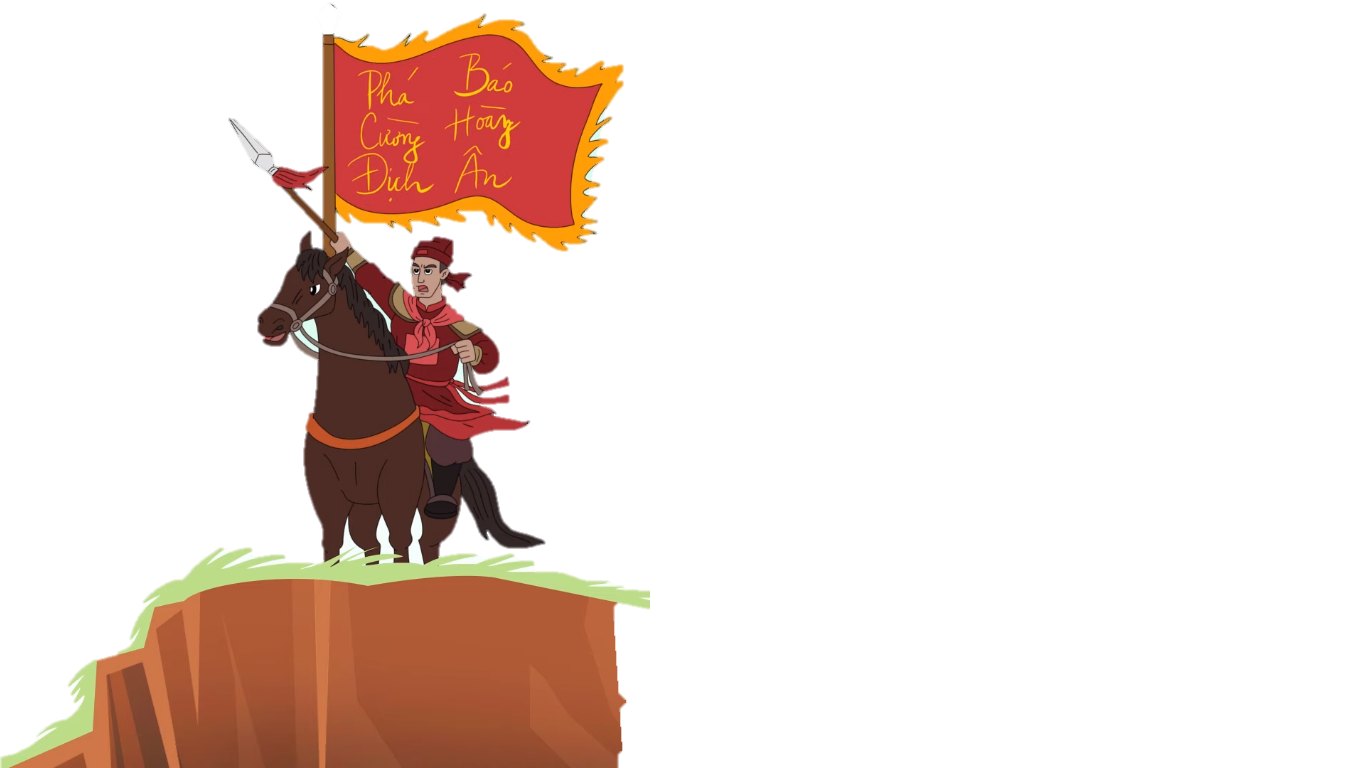 Phá
Cường
Địch
Báo
Hoàng
Ân